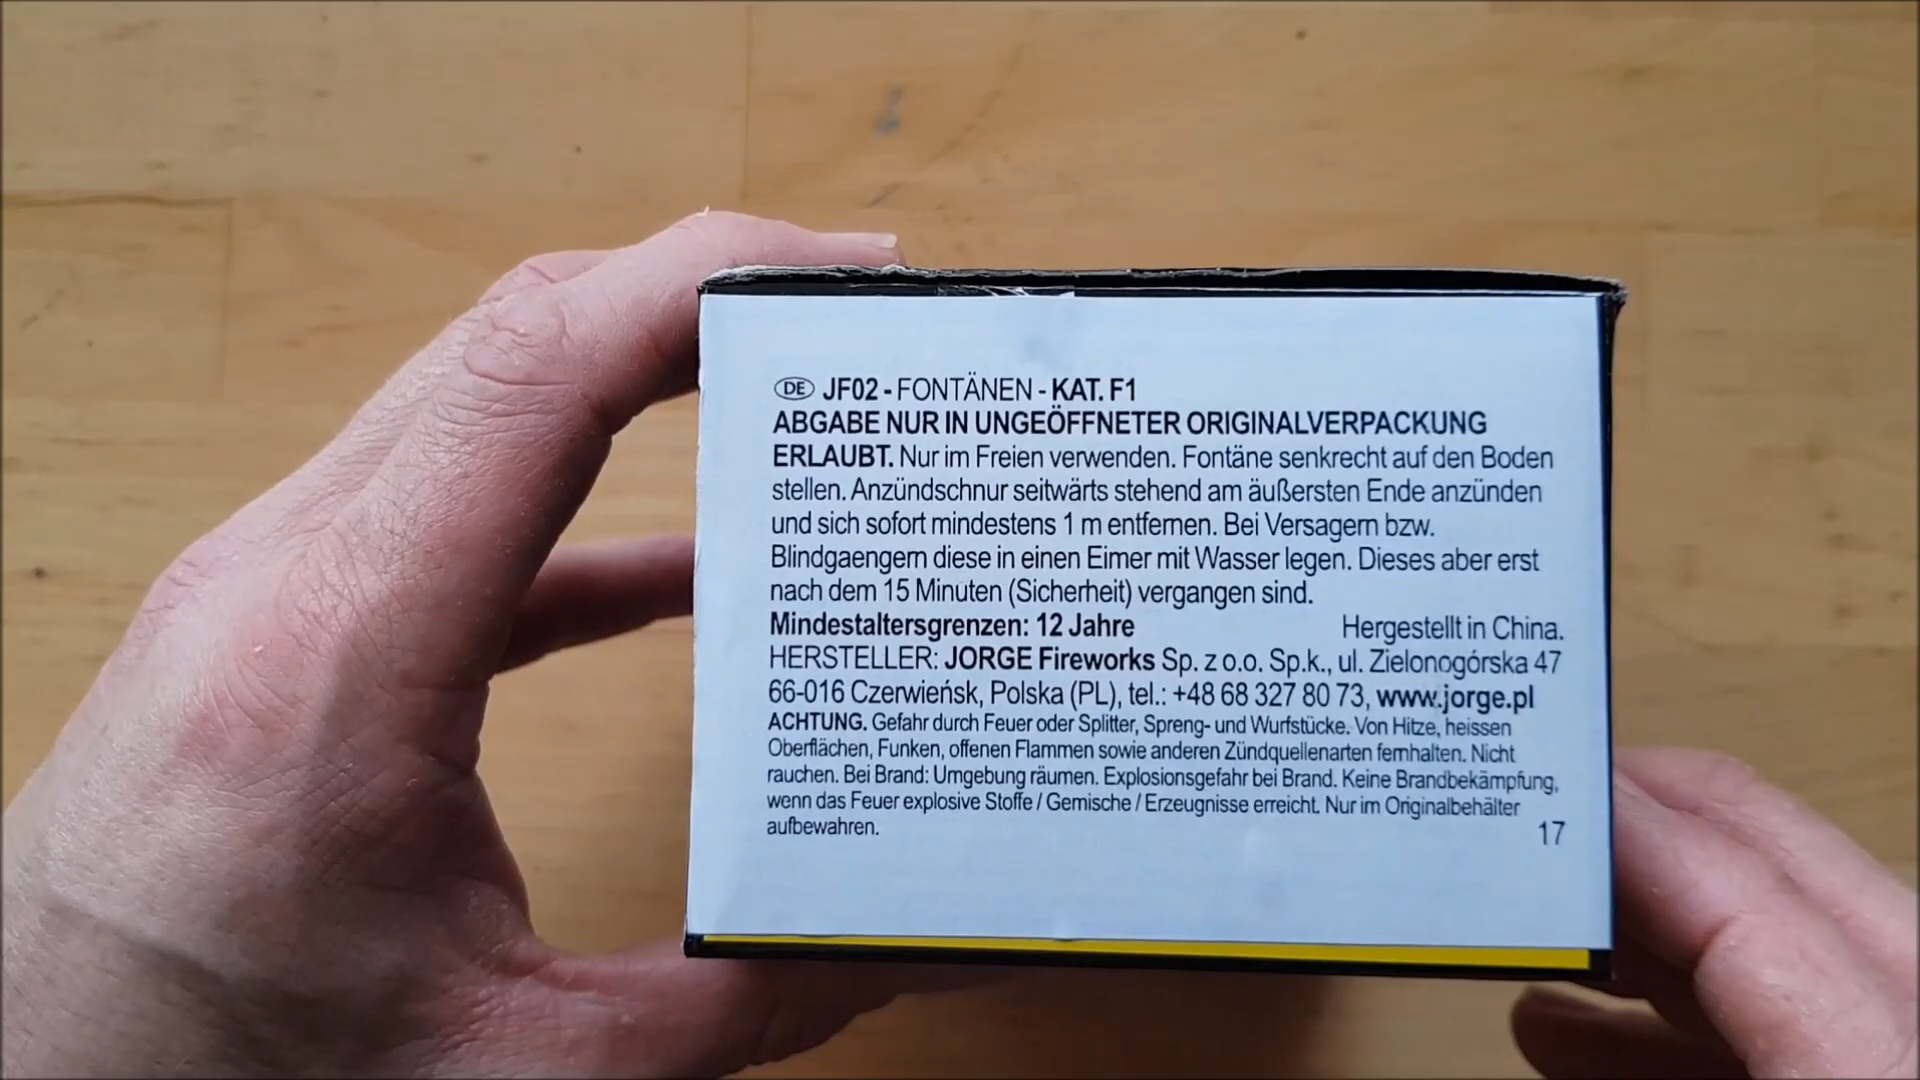 DE JF02 - FONTÄNEN - KAT. F1
ABGABE NUR IN UNGEÖFFNETER ORIGINALVERPACKUNG
ERLAUBT. Nur im Freien verwenden. Fontäne senkrecht auf den Boden
stellen. Anzündschnur seitwärts stehend am äußersten Ende anzünden
und sich sofort mindestens 1 m entfernen. Bei Versagern bzw.
Blindgaengern diese in einen Eimer mit Wasser legen. Dieses aber erst
nach dem 15 Minuten (Sicherheit) vergangen sind.
Mindestaltersgrenzen: 12 Jahre Hergestellt in China.
HERSTELLER: JORGE Fireworks Sp. z o.o. Sp.k., ul. Zielonogórska 47
66-016 Czerwieńsk, Polska (PL), tel.: +48 68 327 80 73, www.jorge.pl
ACHTUNG. Gefahr durch Feuer oder Splitter, Spreng- und Wurfstücke. Von Hitze, heissen
Oberflächen, Funken, offenen Flammen sowie anderen Zündquellenarten fernhalten. Nicht
rauchen. Bei Brand: Umgebung räumen. Explosionsgefahr bei Brand. Keine Brandbekämpfung,
wenn das Feuer explosive Stoffe / Gemische / Erzeugnisse erreicht. Nur im Originalbehälter
aufbewahren.
17